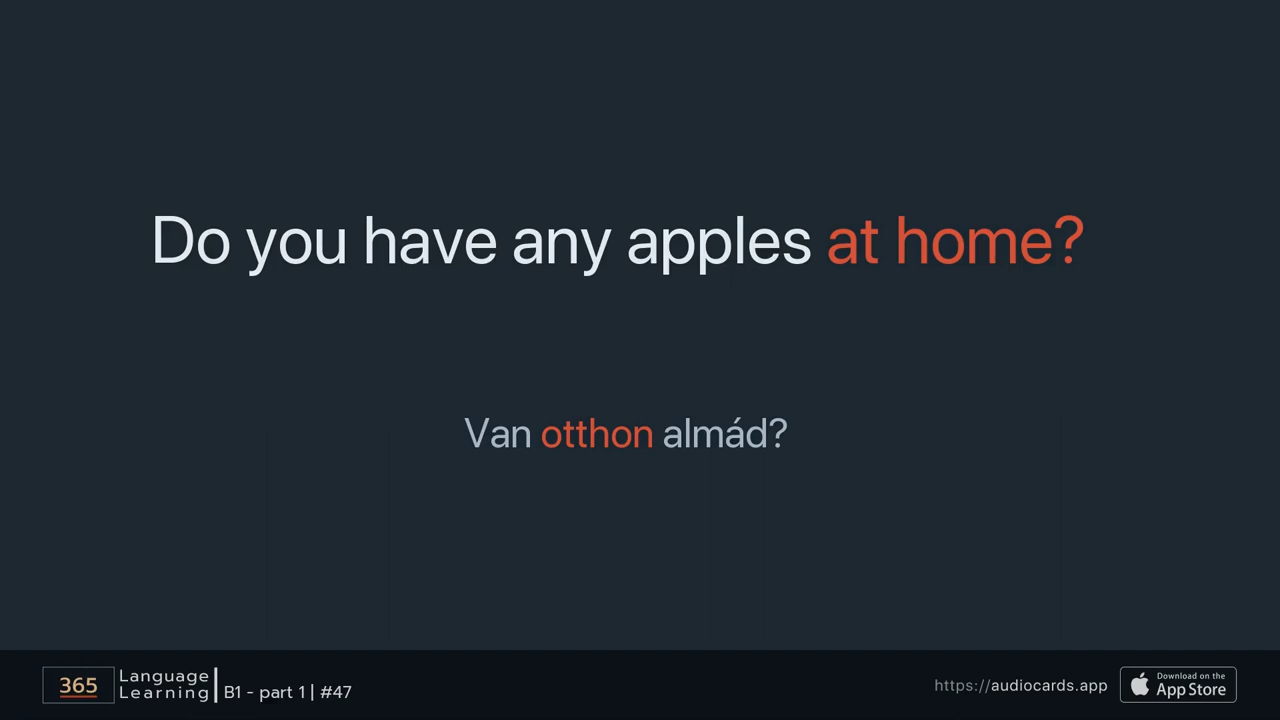 Do you have any apples at home?
Van otthon almád?
365 Language Learning B1 - part 1 | #47
https://audiocards.app
Download on the
App Store